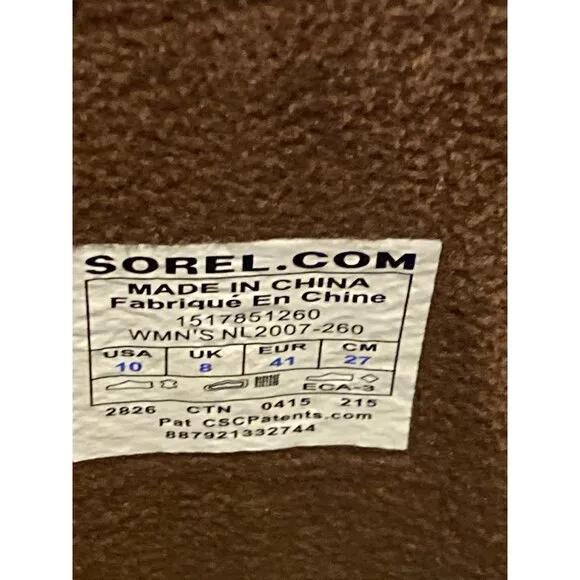 SOREL.COM
MADE IN CHINA
Fabriqué En Chine
1517851260
WMN'S NL2007-260
USA UK EUR CM
10 8 41 27
ECA-3
2826 CTN 0415 215
Pat CSCPatents.com
887921332744